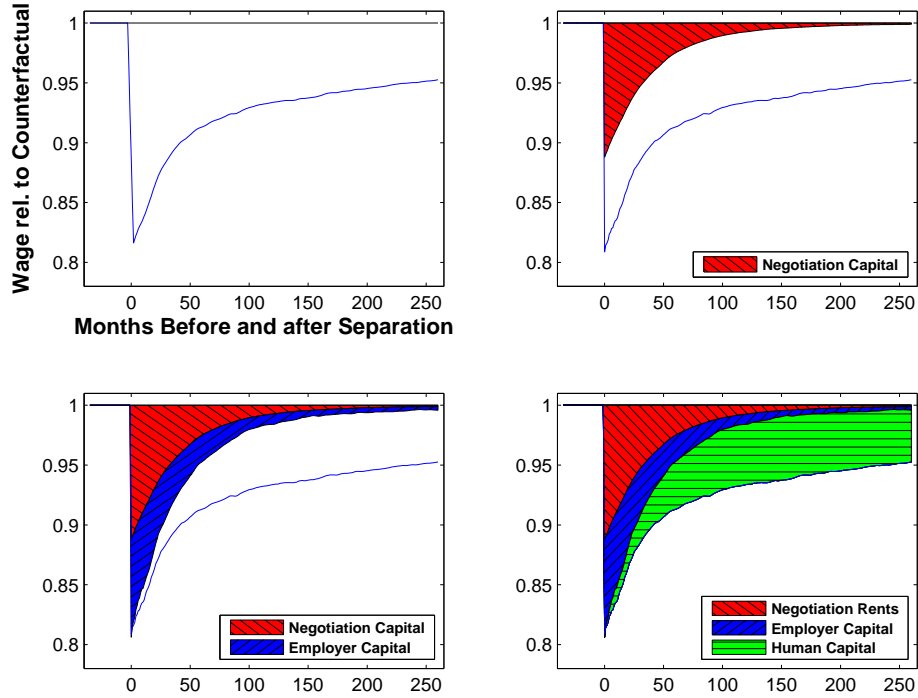 Wage rel. to Counterfactual
1
0.95
0.9
0.85
0.8
0 50 100 150 200 250
Months Before and after Separation
1
0.95
0.9
0.85
0.8
Negotiation Capital
0 50 100 150 200 250
1
0.95
0.9
0.85
0.8
Negotiation Capital
Employer Capital
0 50 100 150 200 250
1
0.95
0.9
0.85
0.8
Negotiation Rents
Employer Capital
Human Capital
0 50 100 150 200 250